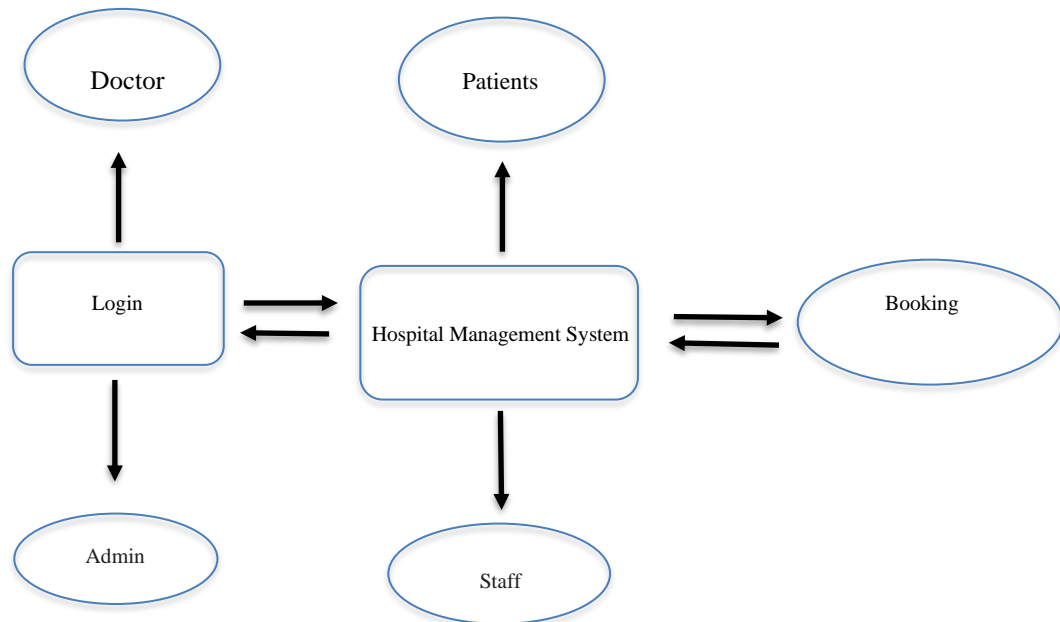 Doctor
Patients
Login
Hospital Management System
Booking
Admin
Staff